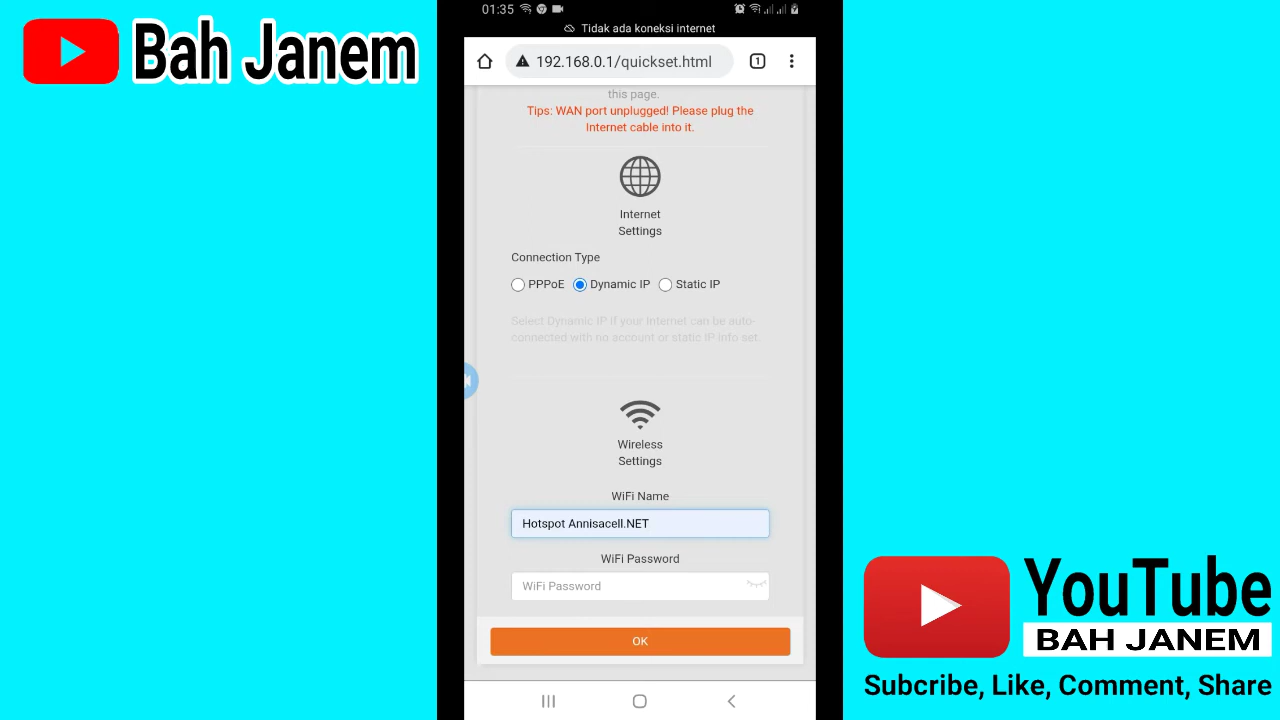 Bah Janem
01:35
Tidak ada koneksi internet
192.168.0.1/quickset.html
1
this page.
Tips: WAN port unplugged! Please plug the
Internet cable into it.
Internet
Settings
Connection Type
PPPoE Dynamic IP Static IP
Select Dynamic IP if your Internet can be auto-
connected with no account or static IP info set.
Wireless
Settings
WiFi Name
Hotspot Annisacell.NET
WiFi Password
WiFi Password
OK
YouTube
BAH JANEM
Subcribe, Like, Comment, Share